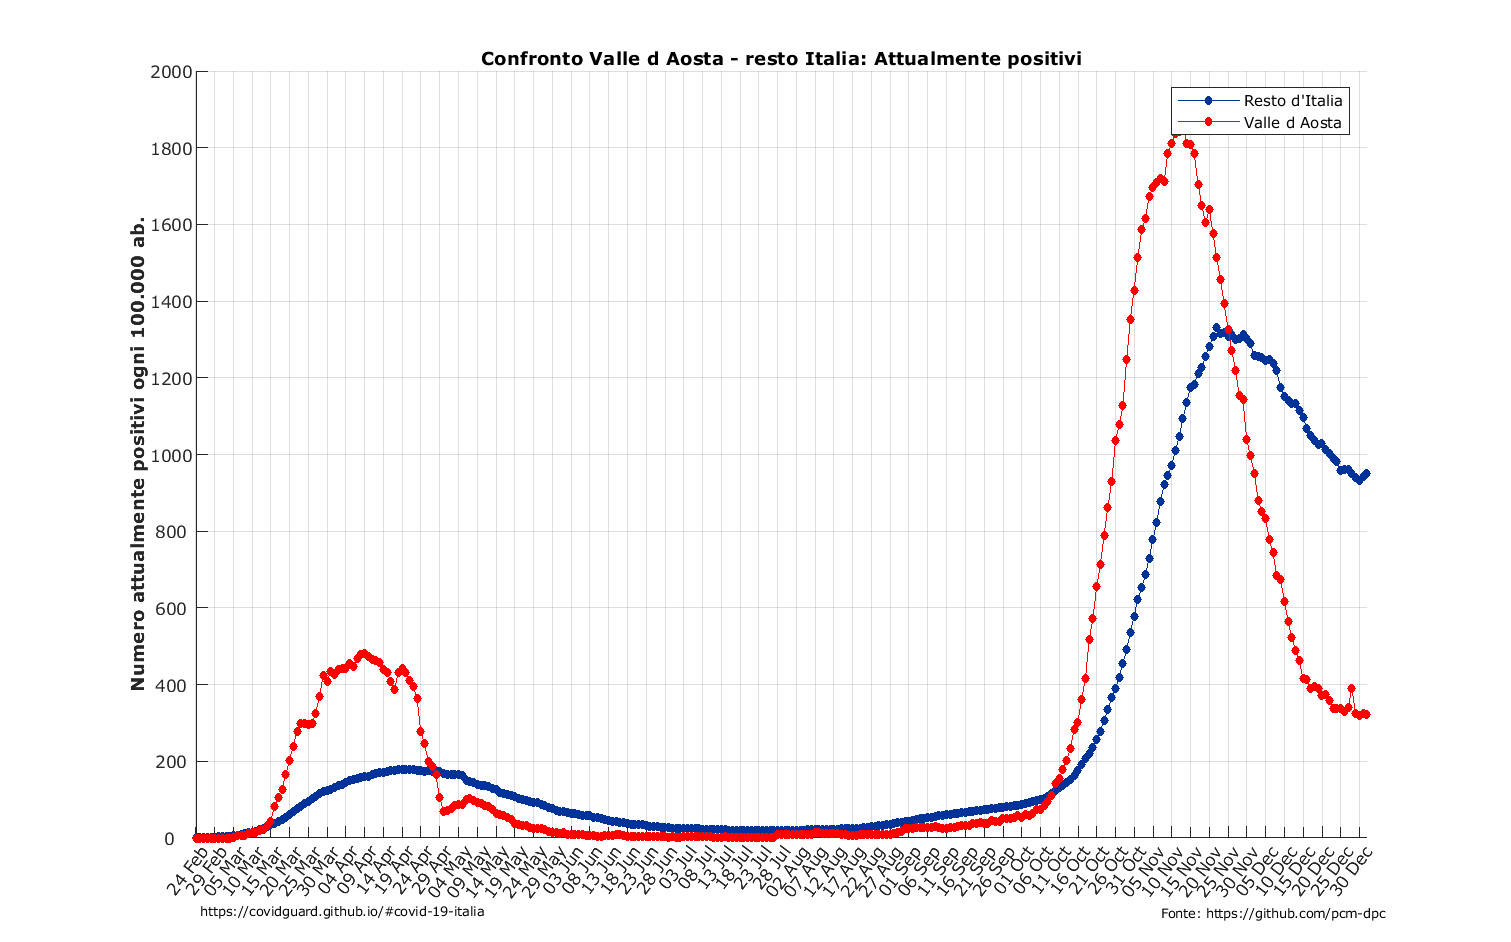 Confronto Valle d Aosta - resto Italia: Attualmente positivi
Resto d'Italia
Valle d Aosta
Numero attualmente positivi ogni 100.000 ab.
2000
1800
1600
1400
1200
1000
800
600
400
200
0
24 Feb
29 Feb
05 Mar
10 Mar
15 Mar
20 Mar
25 Mar
30 Mar
04 Apr
09 Apr
14 Apr
19 Apr
24 Apr
29 Apr
04 May
09 May
14 May
19 May
24 May
29 May
03 Jun
08 Jun
13 Jun
18 Jun
23 Jun
28 Jun
03 Jul
08 Jul
13 Jul
18 Jul
23 Jul
28 Jul
02 Aug
07 Aug
12 Aug
17 Aug
22 Aug
27 Aug
01 Sep
06 Sep
11 Sep
16 Sep
21 Sep
26 Sep
01 Oct
06 Oct
11 Oct
16 Oct
21 Oct
26 Oct
31 Oct
05 Nov
10 Nov
15 Nov
20 Nov
25 Nov
30 Nov
05 Dec
10 Dec
15 Dec
20 Dec
25 Dec
30 Dec
https://covidguard.github.io/#covid-19-italia
Fonte: https://github.com/pcm-dpc